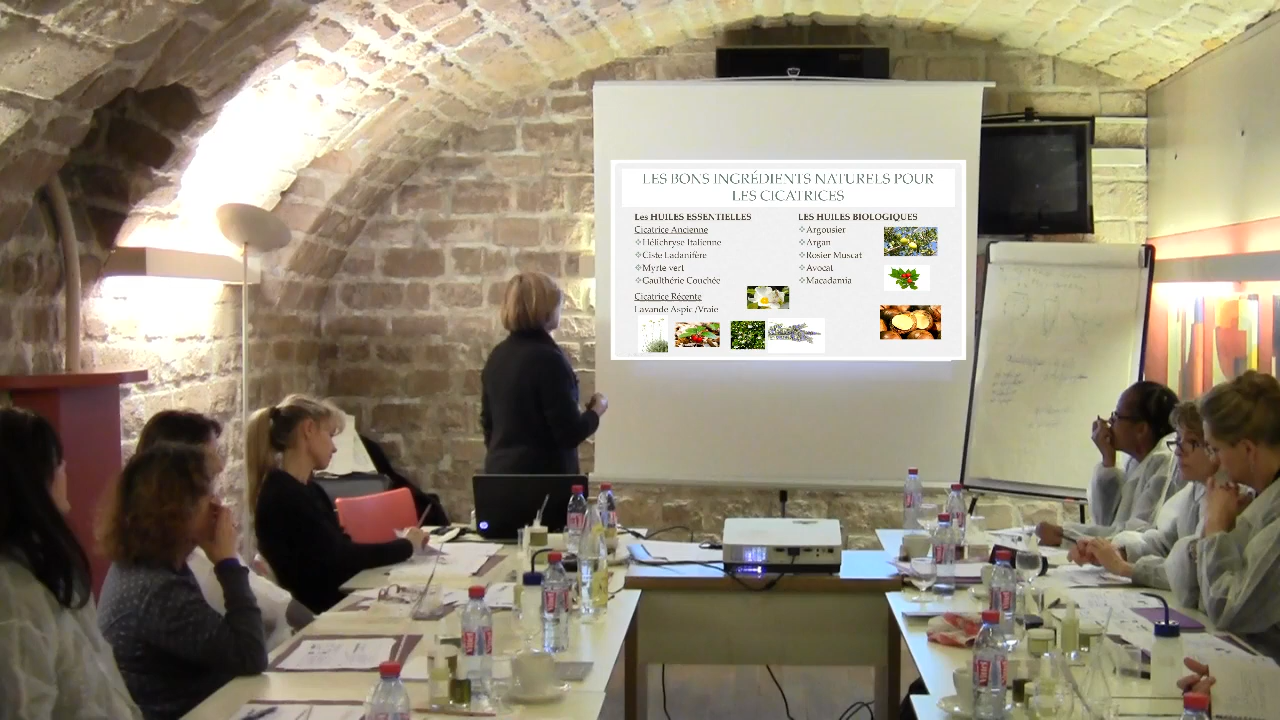 LES BONS INGRÉDIENTS NATURELS POUR
LES CICATRICES
Les HUILES ESSENTIELLES
Cicatrice Ancienne
❖Hélichryse Italienne
❖Ciste Ladanifère
❖Myrte vert
❖Gaulthérie Couchée
Cicatrice Récente
Lavande Aspic /Vraie
LES HUILES BIOLOGIQUES
❖Argousier
❖Argan
❖Rosier Muscat
❖Avocat
❖Macadamia